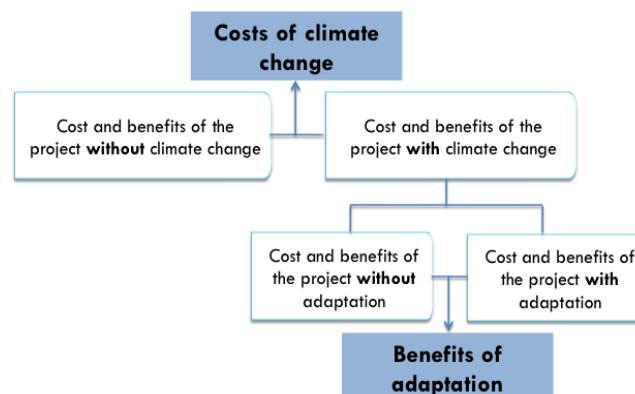 Costs of climate
change
Cost and benefits of the
project without climate change
Cost and benefits of the
project with climate change
Cost and benefits of
the project without
adaptation
Cost and benefits of
the project with
adaptation
Benefits of
adaptation